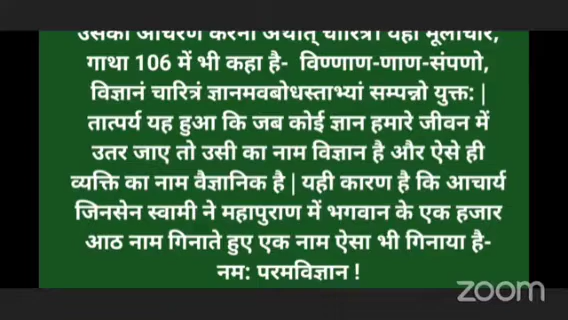 उसका आचरण करना अर्थात् चारित्र। यही मूलाचार,
गाथा 106 में भी कहा है- विण्णाण-णाण-संपणो,
विज्ञानं चारित्रं ज्ञानमवबोधस्ताभ्यां सम्पन्नो युक्त: |
तात्पर्य यह हुआ कि जब कोई ज्ञान हमारे जीवन में
उतर जाए तो उसी का नाम विज्ञान है और ऐसे ही
व्यक्ति का नाम वैज्ञानिक है | यही कारण है कि आचार्य
जिनसेन स्वामी ने महापुराण में भगवान के एक हजार
आठ नाम गिनाते हुए एक नाम ऐसा भी गिनाया है-
नम: परमविज्ञान !
zoom